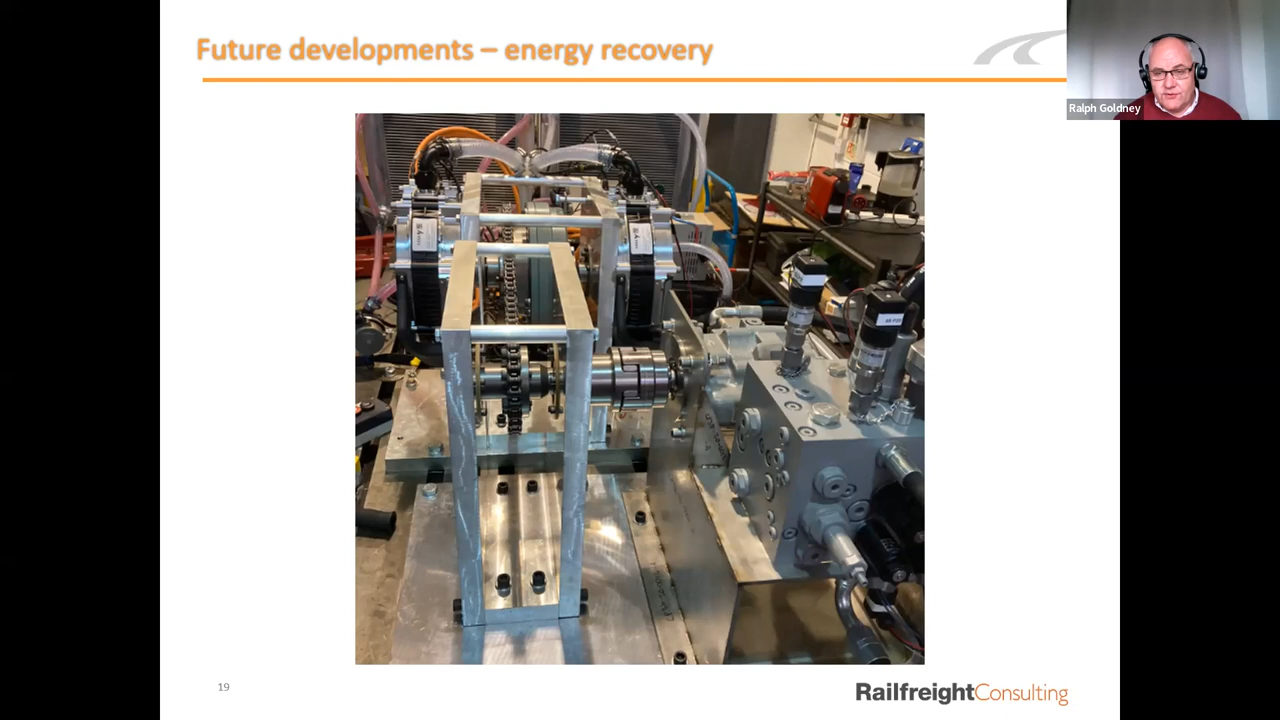 Future developments – energy recovery
Ralph Goldney
19
RailfreightConsulting